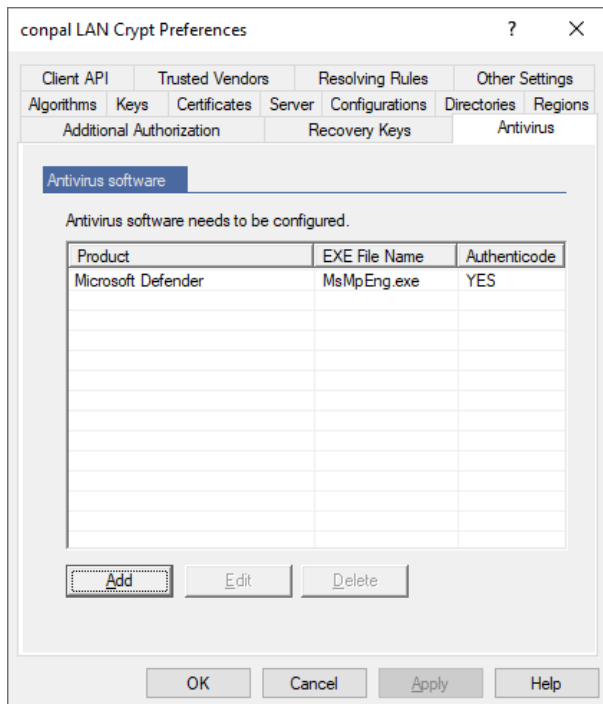 conpal LAN Crypt Preferences ?
Client API Trusted Vendors Resolving Rules Other Settings
Algorithms Keys Certificates Server Configurations Directories Regions
Additional Authorization Recovery Keys Antivirus
Antivirus software
Antivirus software needs to be configured.
Product EXE File Name Authenticode
Microsoft Defender MsMpEng.exe YES
Add Edit Delete
OK Cancel Apply Help